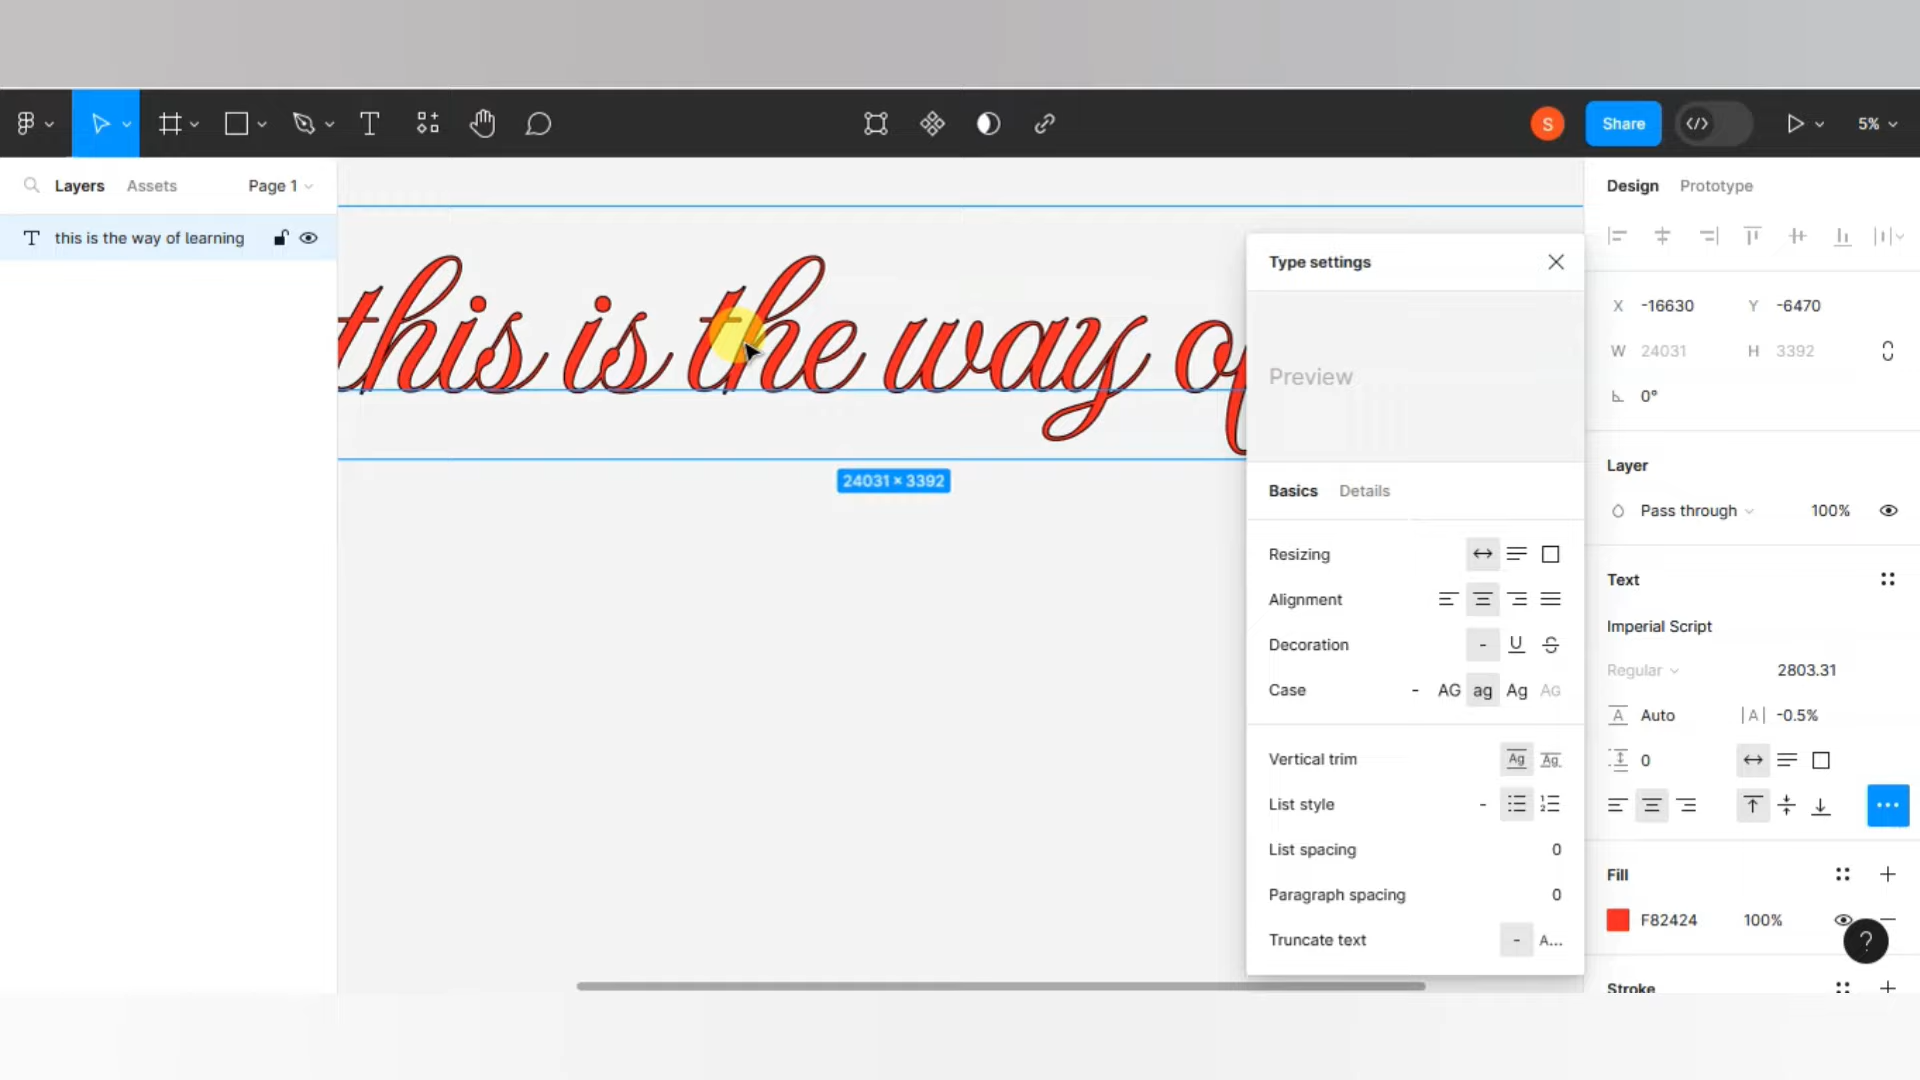 S
Share
5%
Layers
Assets
Page 1
Design
Prototype
this is the way of learning
this is the way of
24031 × 3392
Type settings
Preview
Basics
Details
Resizing
Alignment
Decoration
- U S
Case
- AG ag Ag AG
Vertical trim
Ag Ag
List style
-
List spacing
0
Paragraph spacing
0
Truncate text
- A...
X -16630
Y -6470
W 24031
H 3392
0°
Layer
Pass through
100%
Text
Imperial Script
Regular
2803.31
A Auto
|A| -0.5%
0
Fill
F82424
100%
?
Stroke